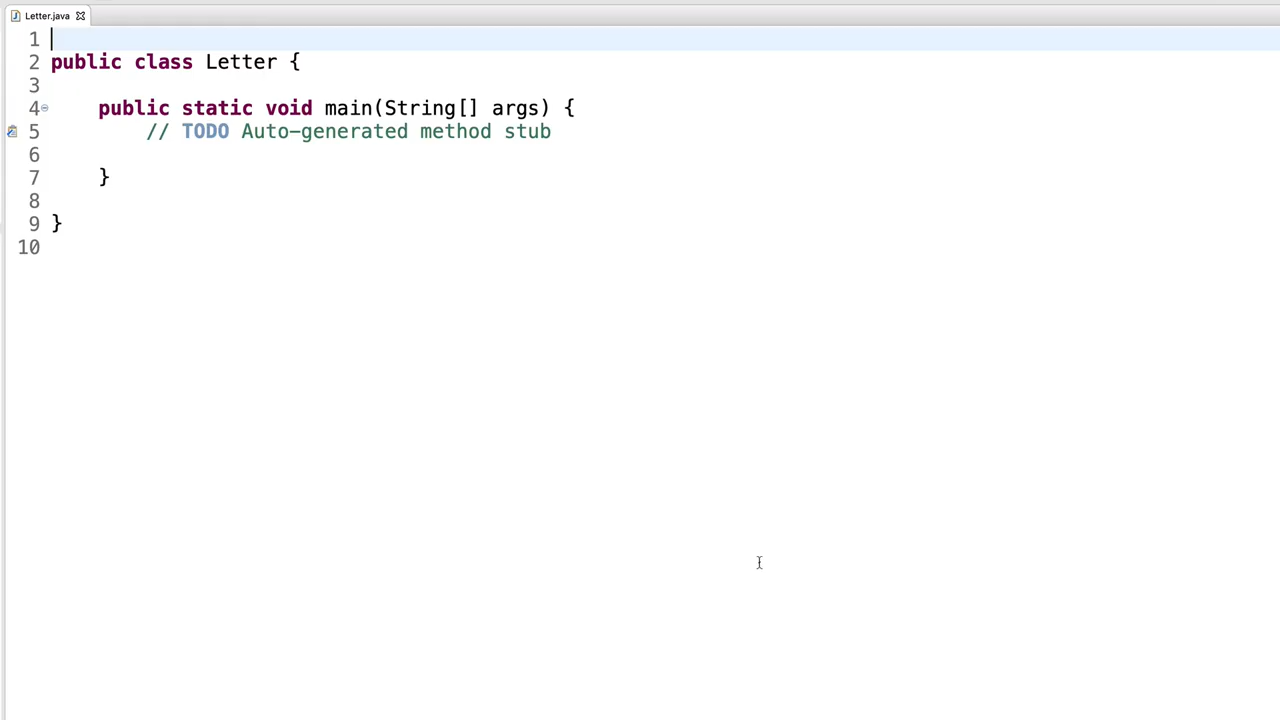 Letter.java
1
2 public class Letter {
3
4 public static void main(String[] args) {
5 // TODO Auto-generated method stub
6
7 }
8
9 }
10